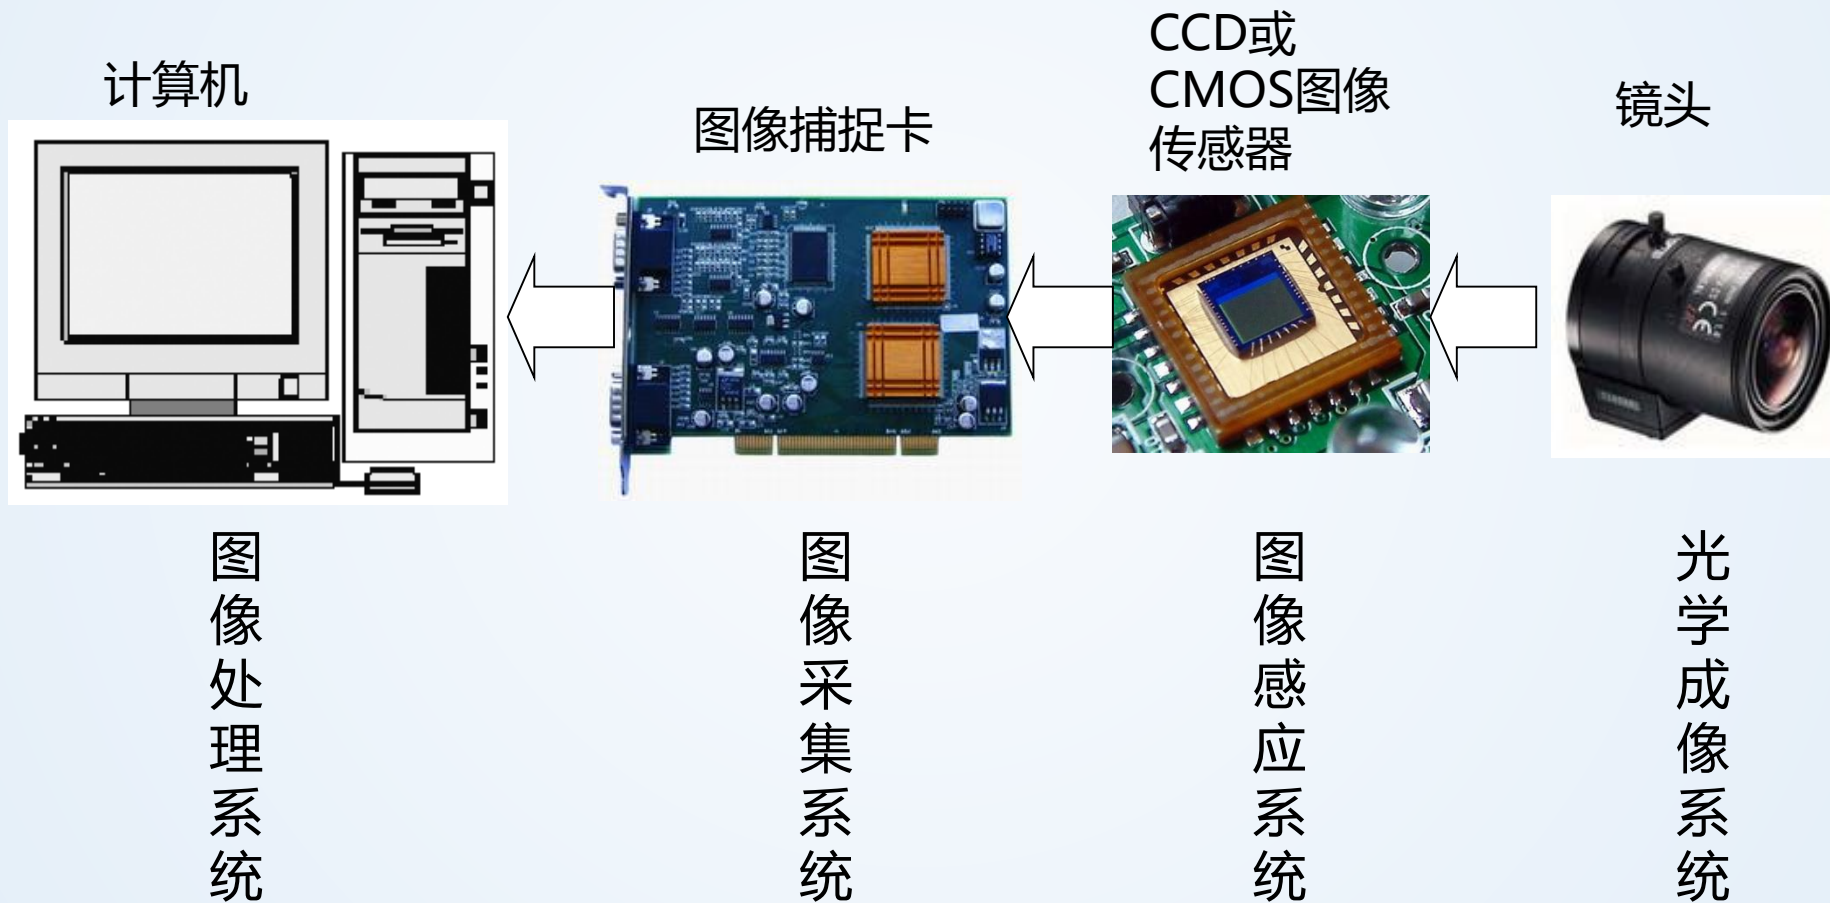 计算机
图像捕捉卡
CCD或
CMOS图像
传感器
镜头
图像处理系统
图像采集系统
图像感应系统
光学成像系统